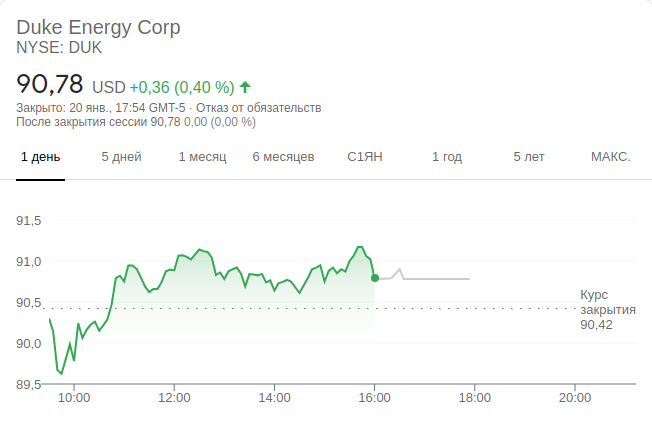 Duke Energy Corp
NYSE: DUK
90,78 USD +0,36 (0,40 %)
Закрыто: 20 янв., 17:54 GMT-5 · Отказ от обязательств
После закрытия сессии 90,78 0,00 (0,00 %)
1 день 5 дней 1 месяц 6 месяцев С1ЯН 1 год 5 лет МАКС.
91,5
91,0
90,5
Курс
закрытия
90,42
90,0
89,5
10:00 12:00 14:00 16:00 18:00 20:00